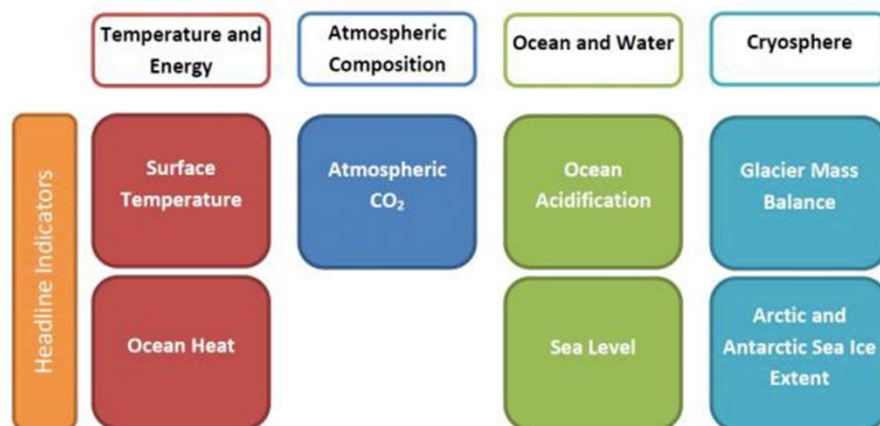 Temperature and
Energy
Atmospheric
Composition
Ocean and Water
Cryosphere
Headline Indicators
Surface
Temperature
Atmospheric
CO₂
Ocean
Acidification
Glacier Mass
Balance
Ocean Heat
Sea Level
Arctic and
Antarctic Sea Ice
Extent